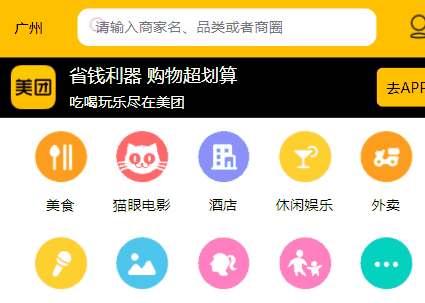 广州
请输入商家名、品类或者商圈
美团
省钱利器 购物超划算
吃喝玩乐尽在美团
去APP
美食
猫眼电影
酒店
休闲娱乐
外卖